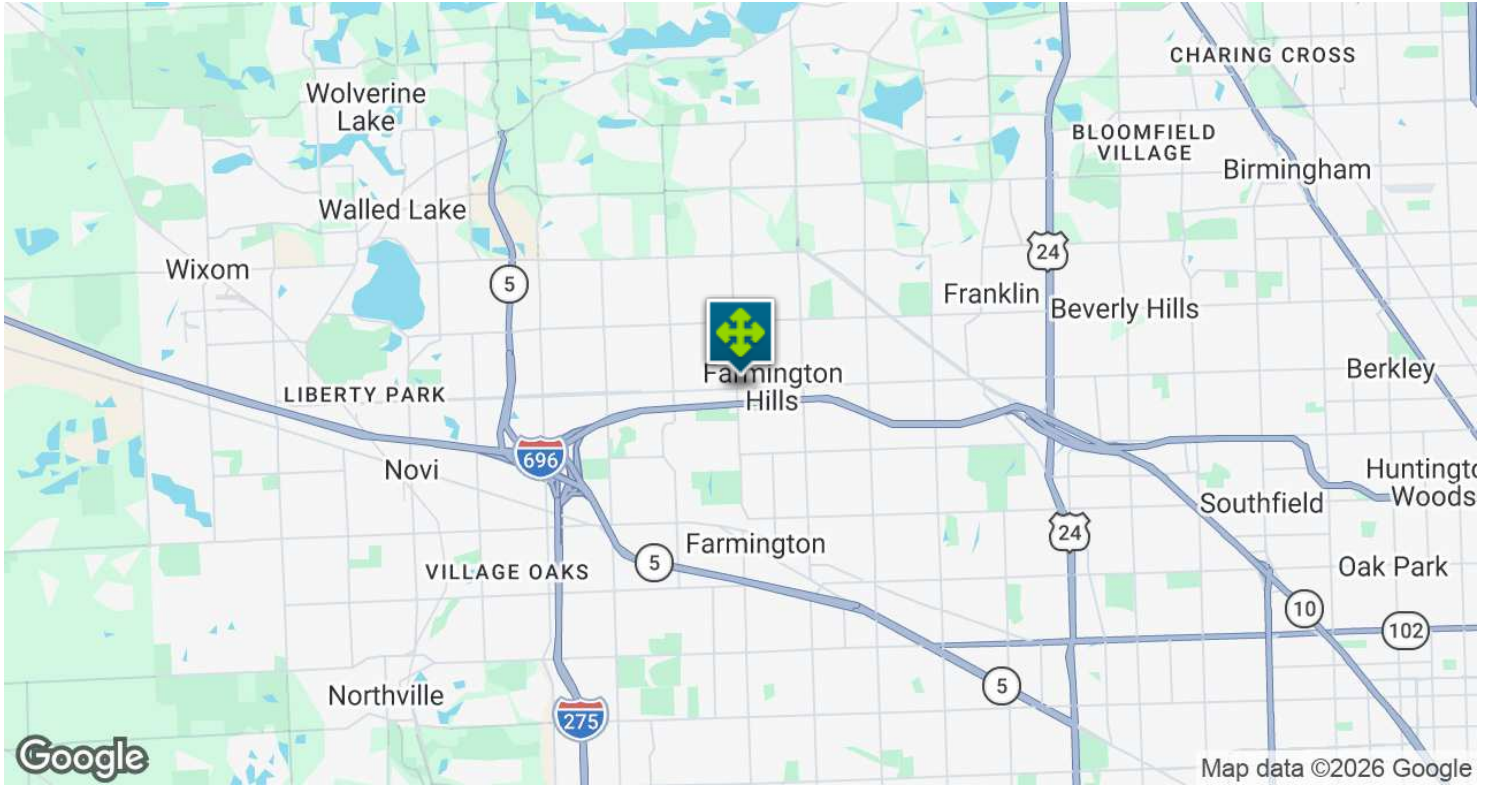 CHARING CROSS
Wolverine
Lake
BLOOMFIELD
VILLAGE
Birmingham
Walled Lake
24
Wixom
5
Franklin
Beverly Hills
Farmington
Hills
Berkley
LIBERTY PARK
696
Novi
Huntingto
Woods
Southfield
24
Farmington
5
VILLAGE OAKS
Oak Park
10
102
5
Northville
275
Google
Map data ©2026 Google